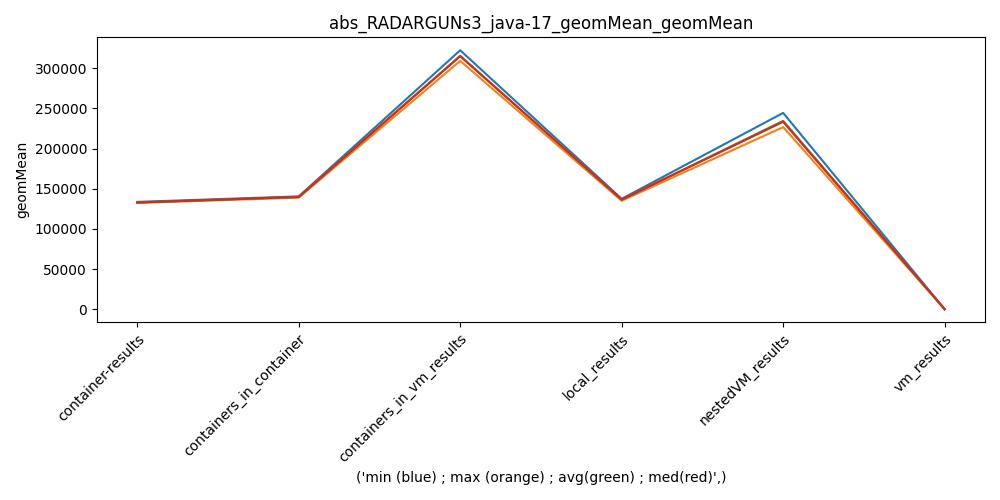 abs_RADARGUNs3_java-17_geomMean_geomMean
geomMean
300000
250000
200000
150000
100000
50000
0
container-results
containers_in_container
containers_in_vm_results
local_results
nestedVM_results
vm_results
('min (blue) ; max (orange) ; avg(green) ; med(red)',)